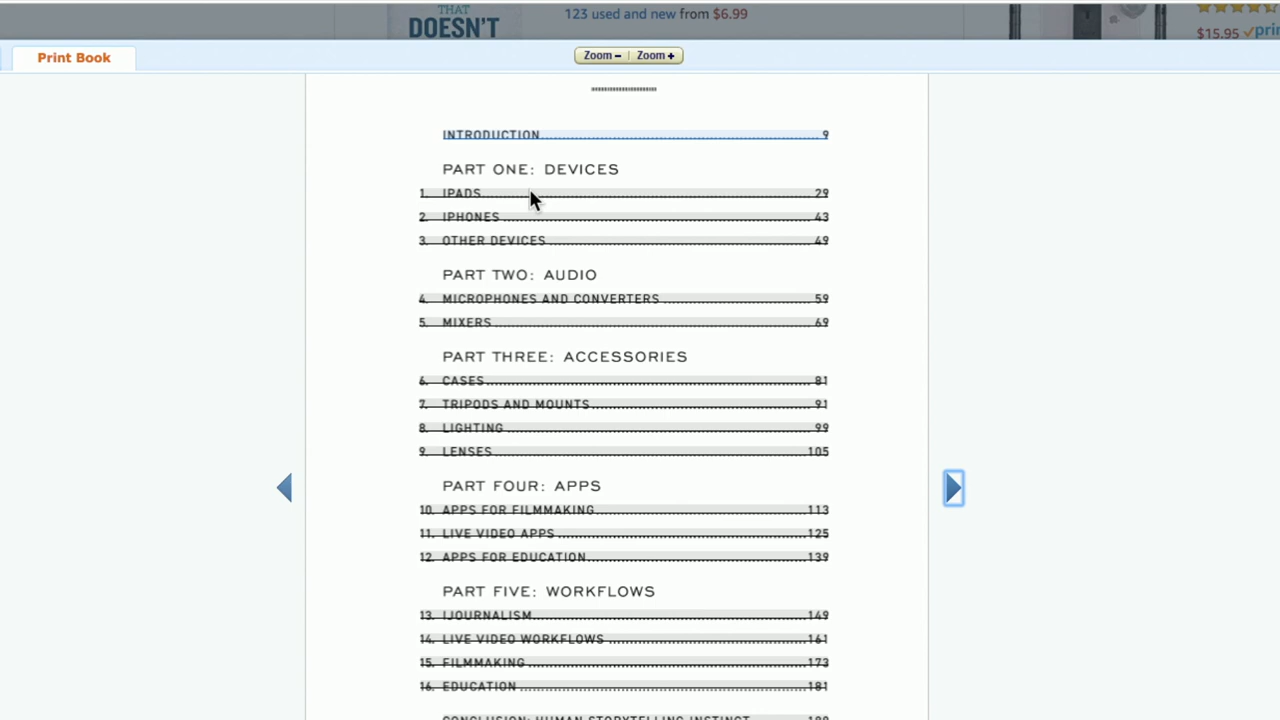 THAT
DOESN'T
123 used and new from $6.99
$15.95
Print Book
Zoom - | Zoom +
INTRODUCTION 9
PART ONE: DEVICES
1. IPADS 29
2. IPHONES 43
3. OTHER DEVICES 49
PART TWO: AUDIO
4. MICROPHONES AND CONVERTERS 59
5. MIXERS 69
PART THREE: ACCESSORIES
6. CASES 81
7. TRIPODS AND MOUNTS 91
8. LIGHTING 99
9. LENSES 105
PART FOUR: APPS
10. APPS FOR FILMMAKING 113
11. LIVE VIDEO APPS 125
12. APPS FOR EDUCATION 139
PART FIVE: WORKFLOWS
13. IJOURNALISM 149
14. LIVE VIDEO WORKFLOWS 161
15. FILMMAKING 173
16. EDUCATION 181
CONCLUSION: HUMAN STORYTELLING INSTINCT